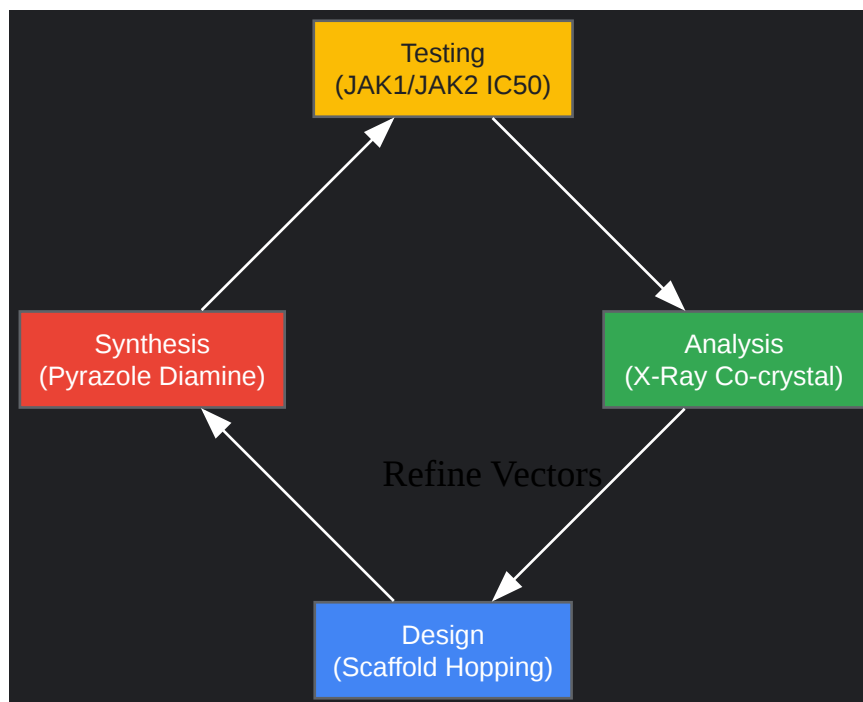 Testing
(JAK1/JAK2 IC50)
Synthesis
(Pyrazole Diamine)
Analysis
(X-Ray Co-crystal)
Refine Vectors
Design
(Scaffold Hopping)